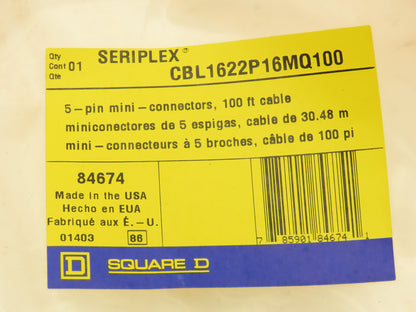 Qty
Cont 01
Qte
SERIPLEX®
CBL1622P16MQ100
5-pin mini-connectors, 100 ft cable
miniconectores de 5 espigas, cable de 30.48 m
mini-connecteurs à 5 broches, câble de 100 pi
84674
Made in the USA
Hecho en EUA
Fabriqué aux É.-U.
01403 86
7 85901 84674 1
D SQUARE D